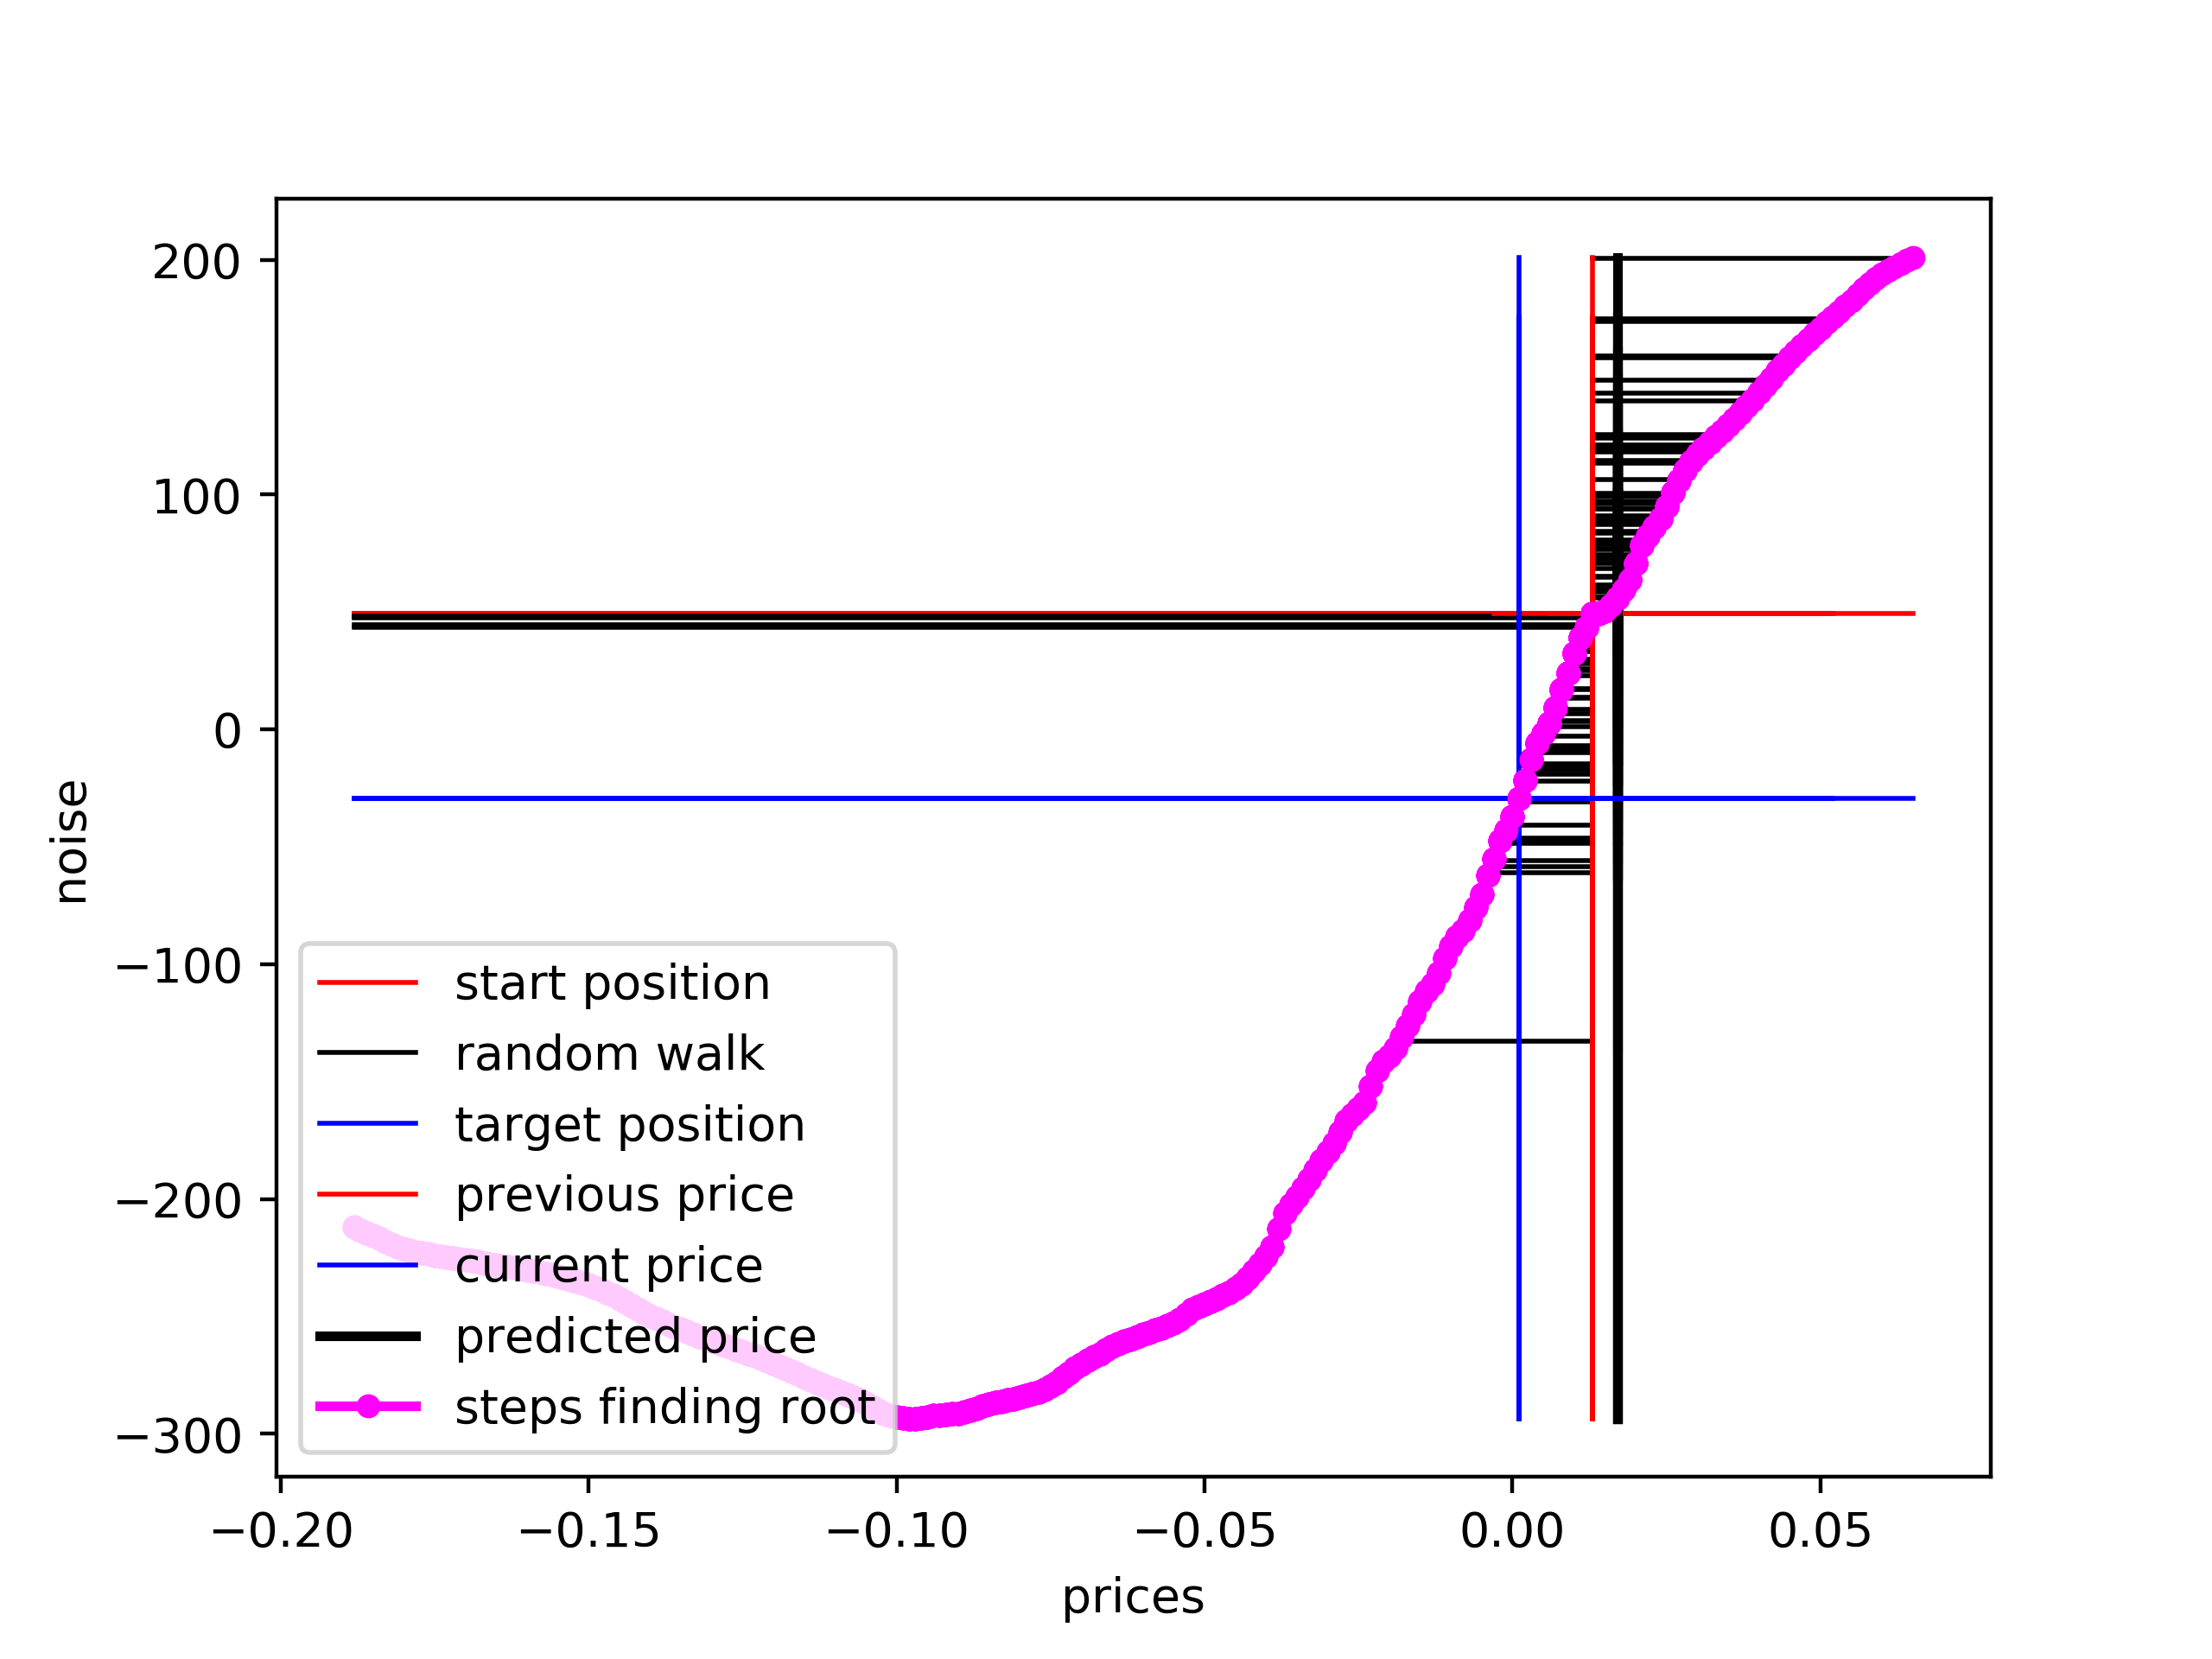 200
100
0
−100
−200
−300
noise
start position
random walk
target position
previous price
current price
predicted price
steps finding root
−0.20
−0.15
−0.10
−0.05
0.00
0.05
prices